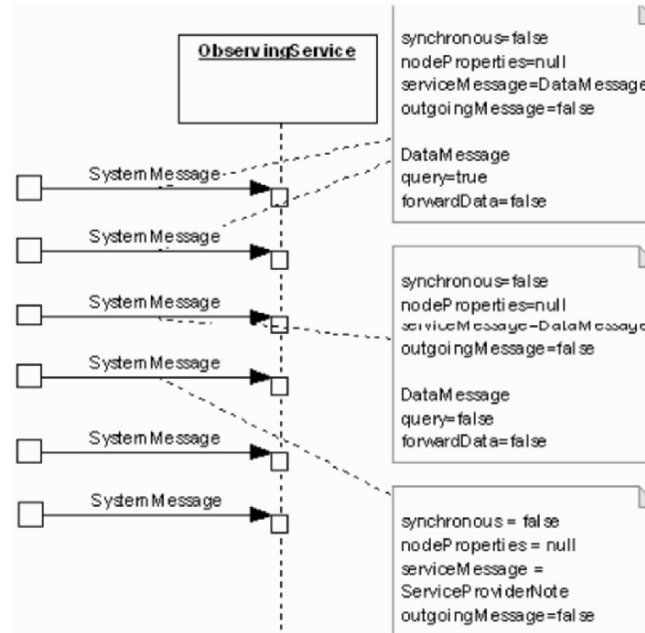 ObservingService
SystemMessage
SystemMessage
SystemMessage
SystemMessage
SystemMessage
SystemMessage
synchronous=false
nodeProperties=null
serviceMessage=DataMessage
outgoingMessage=false
DataMessage
query=true
forwardData=false
synchronous=false
nodeProperties=null
serviceMessage=DataMessage
outgoingMessage=false
DataMessage
query=false
forwardData=false
synchronous = false
nodeProperties = null
serviceMessage =
ServiceProviderNote
outgoingMessage=false